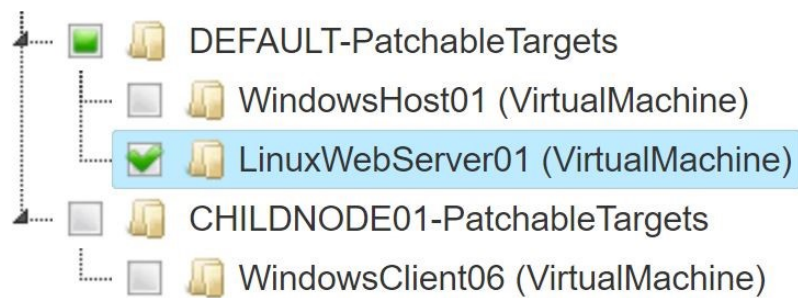 DEFAULT-PatchableTargets
WindowsHost01 (VirtualMachine)
LinuxWebServer01 (VirtualMachine)
CHILDNODE01-PatchableTargets
WindowsClient06 (VirtualMachine)